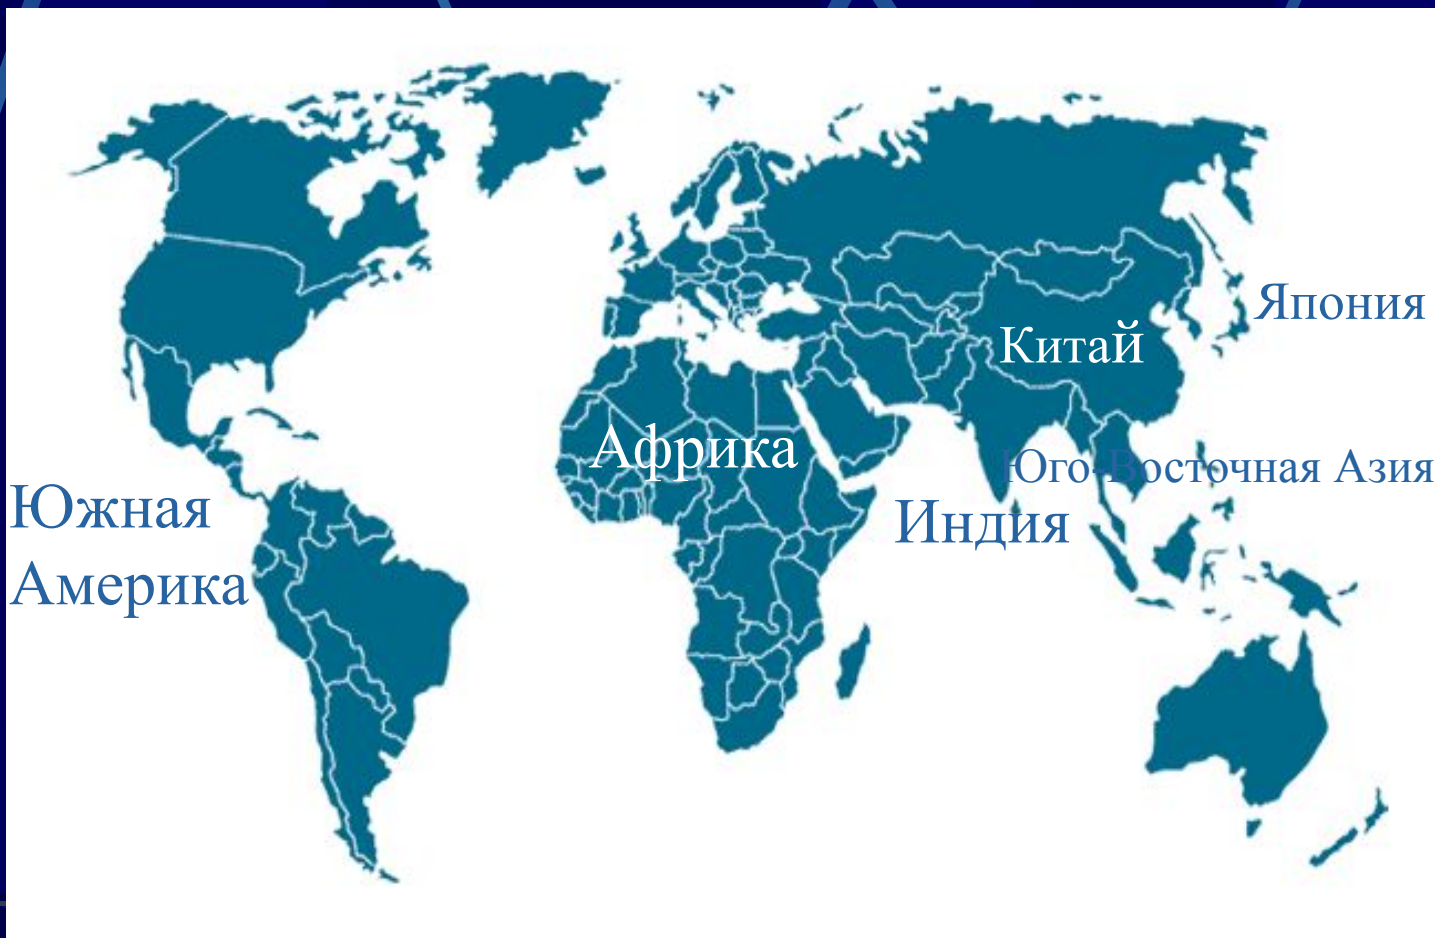 Япония
Китай
Африка
Юго-Восточная Азия
Южная
Америка
Индия